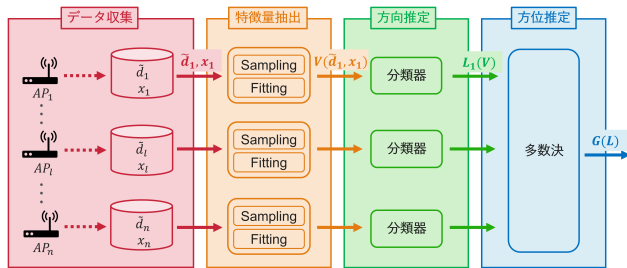 データ収集
特徴量抽出
方向推定
方位推定
AP₁
d̃₁
x₁
d̃₁, x₁
Sampling
Fitting
V(d̃₁, x₁)
分類器
L₁(V)
APₗ
d̃ₗ
xₗ
Sampling
Fitting
分類器
多数決
G(L)
APₙ
d̃ₙ
xₙ
Sampling
Fitting
分類器